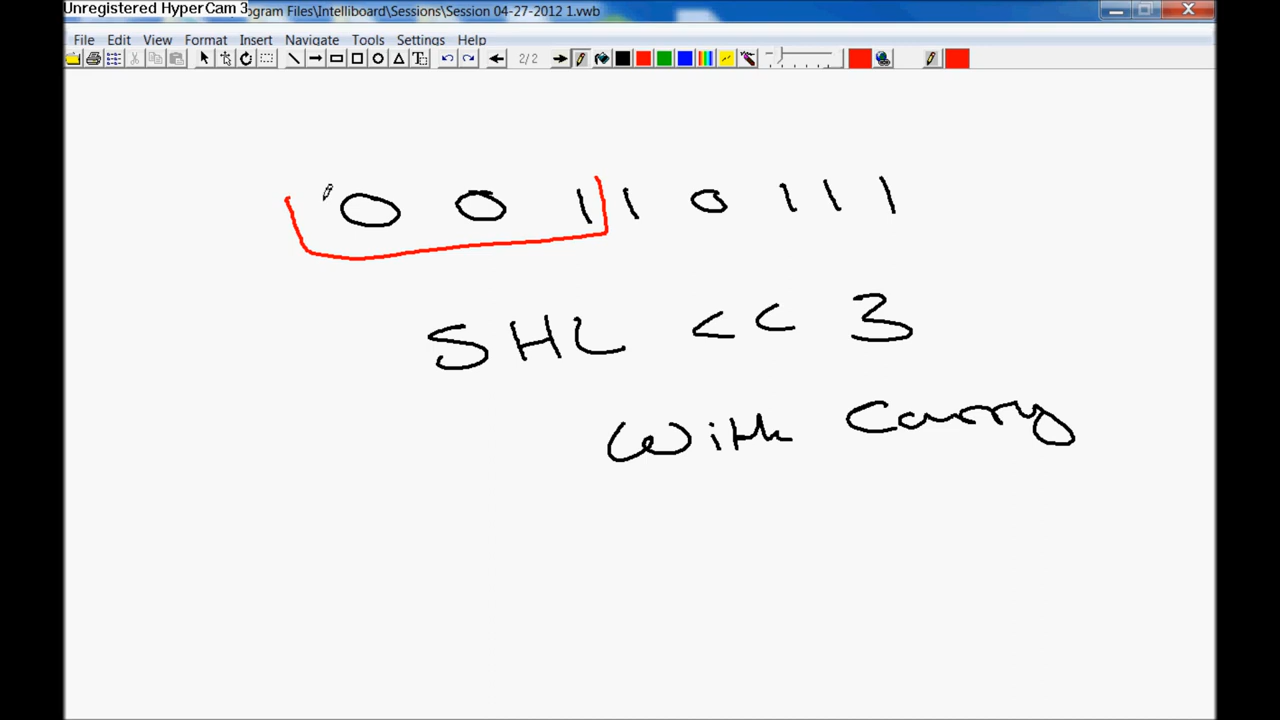 Unregistered HyperCam 3
ogram Files\Intelliboard\Sessions\Session 04-27-2012 1.vwb
File Edit View Format Insert Navigate Tools Settings Help
2/2
0 0 1 1 0 1 1 1
SHL << 3
With Carry